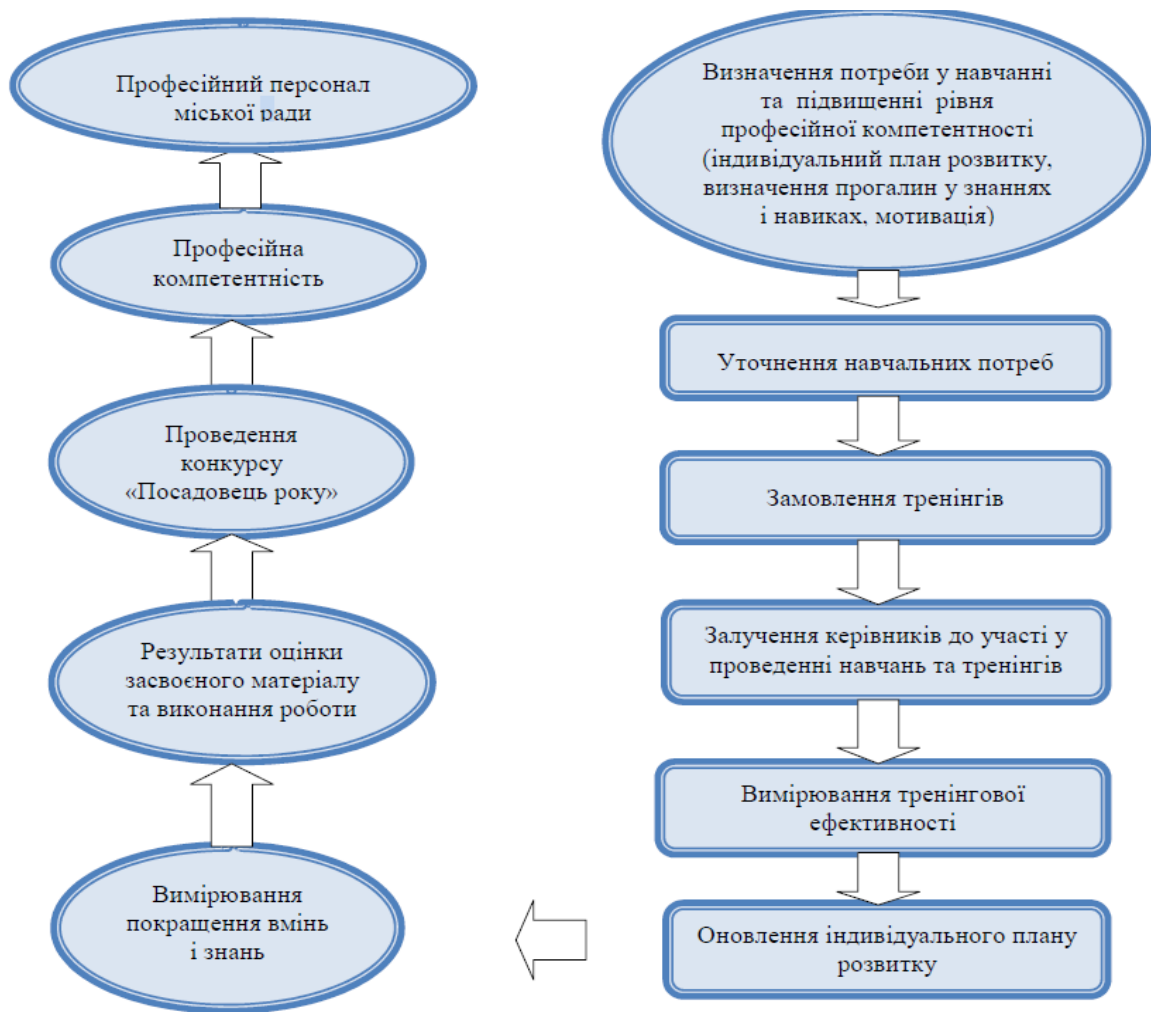 Професійний персонал
міської ради
Професійна
компетентність
Проведення
конкурсу
«Посадовець року»
Результати оцінки
засвоєного матеріалу
та виконання роботи
Вимірювання
покращення вмінь
і знань
Визначення потреби у навчанні
та підвищенні рівня
професійної компетентності
(індивідуальний план розвитку,
визначення прогалин у знаннях
і навиках, мотивація)
Уточнення навчальних потреб
Замовлення тренінгів
Залучення керівників до участі у
проведенні навчань та тренінгів
Вимірювання тренінгової
ефективності
Оновлення індивідуального плану
розвитку